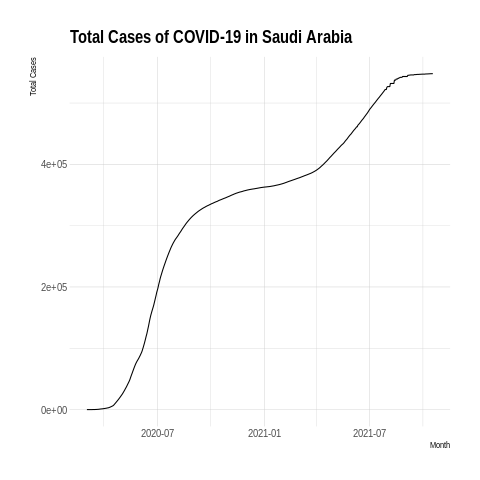 Total Cases of COVID-19 in Saudi Arabia
Total Cases
4e+05
2e+05
0e+00
2020-07 2021-01 2021-07
Month